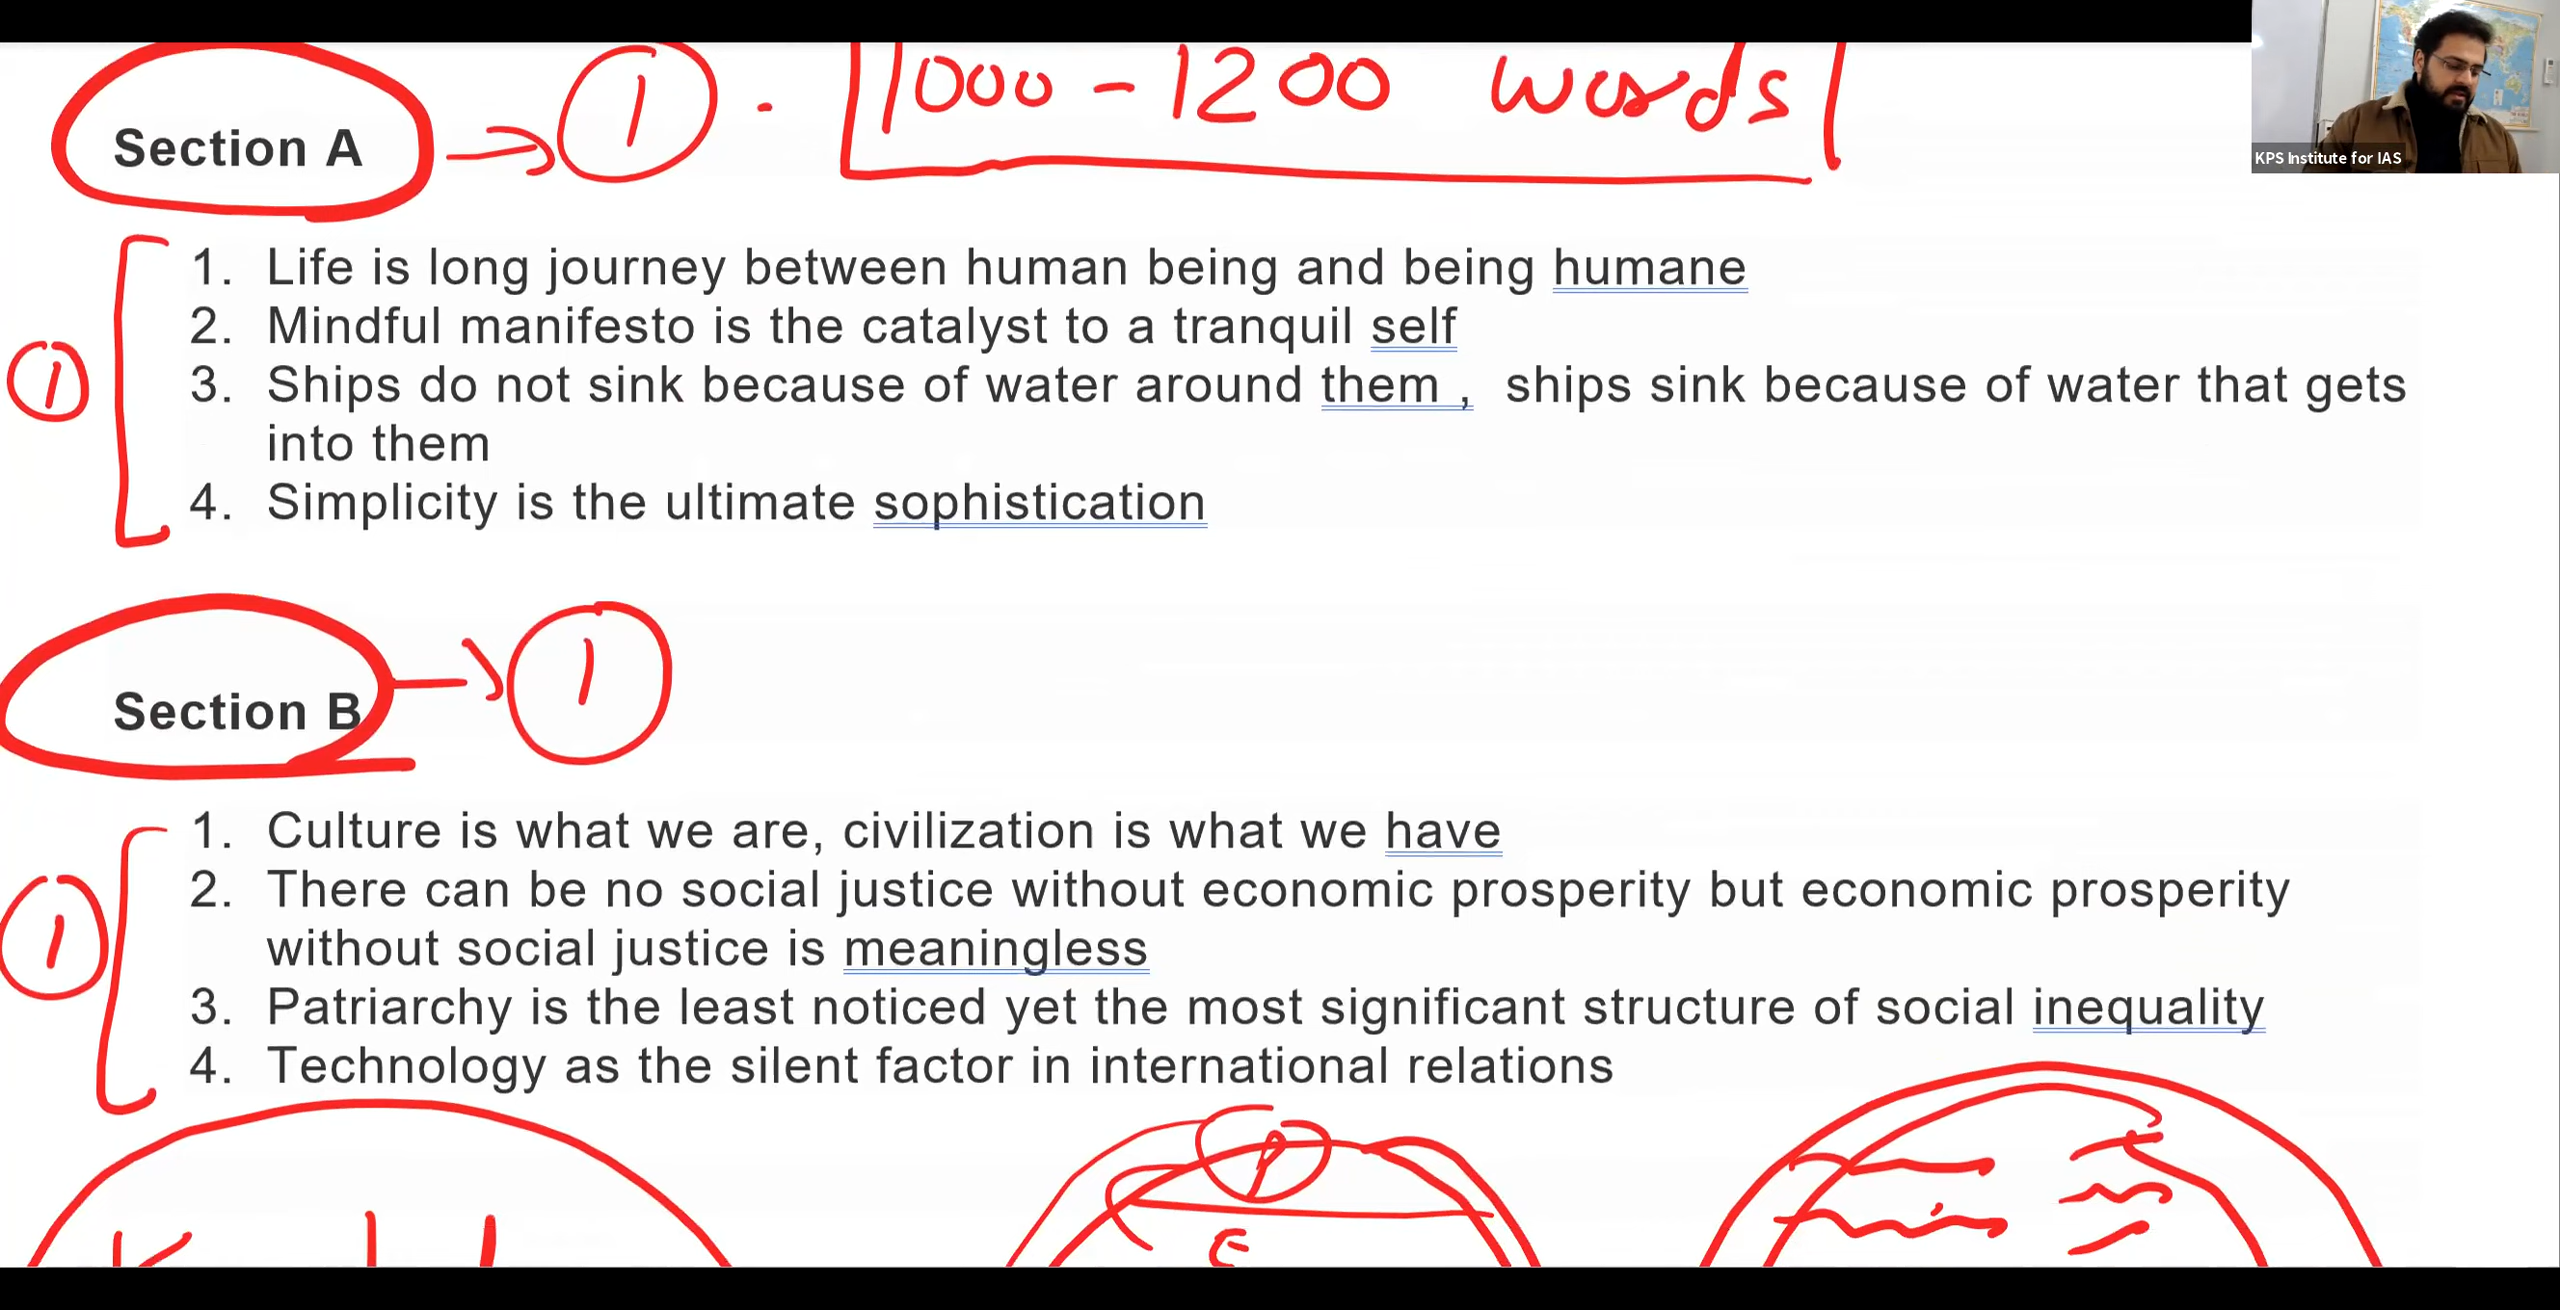 Section A → 1 . 1000 - 1200 words
KPS Institute for IAS
1. Life is long journey between human being and being humane
2. Mindful manifesto is the catalyst to a tranquil self
1
3. Ships do not sink because of water around them , ships sink because of water that gets
into them
4. Simplicity is the ultimate sophistication
Section B → 1
1. Culture is what we are, civilization is what we have
2. There can be no social justice without economic prosperity but economic prosperity
1
without social justice is meaningless
3. Patriarchy is the least noticed yet the most significant structure of social inequality
4. Technology as the silent factor in international relations
P
E